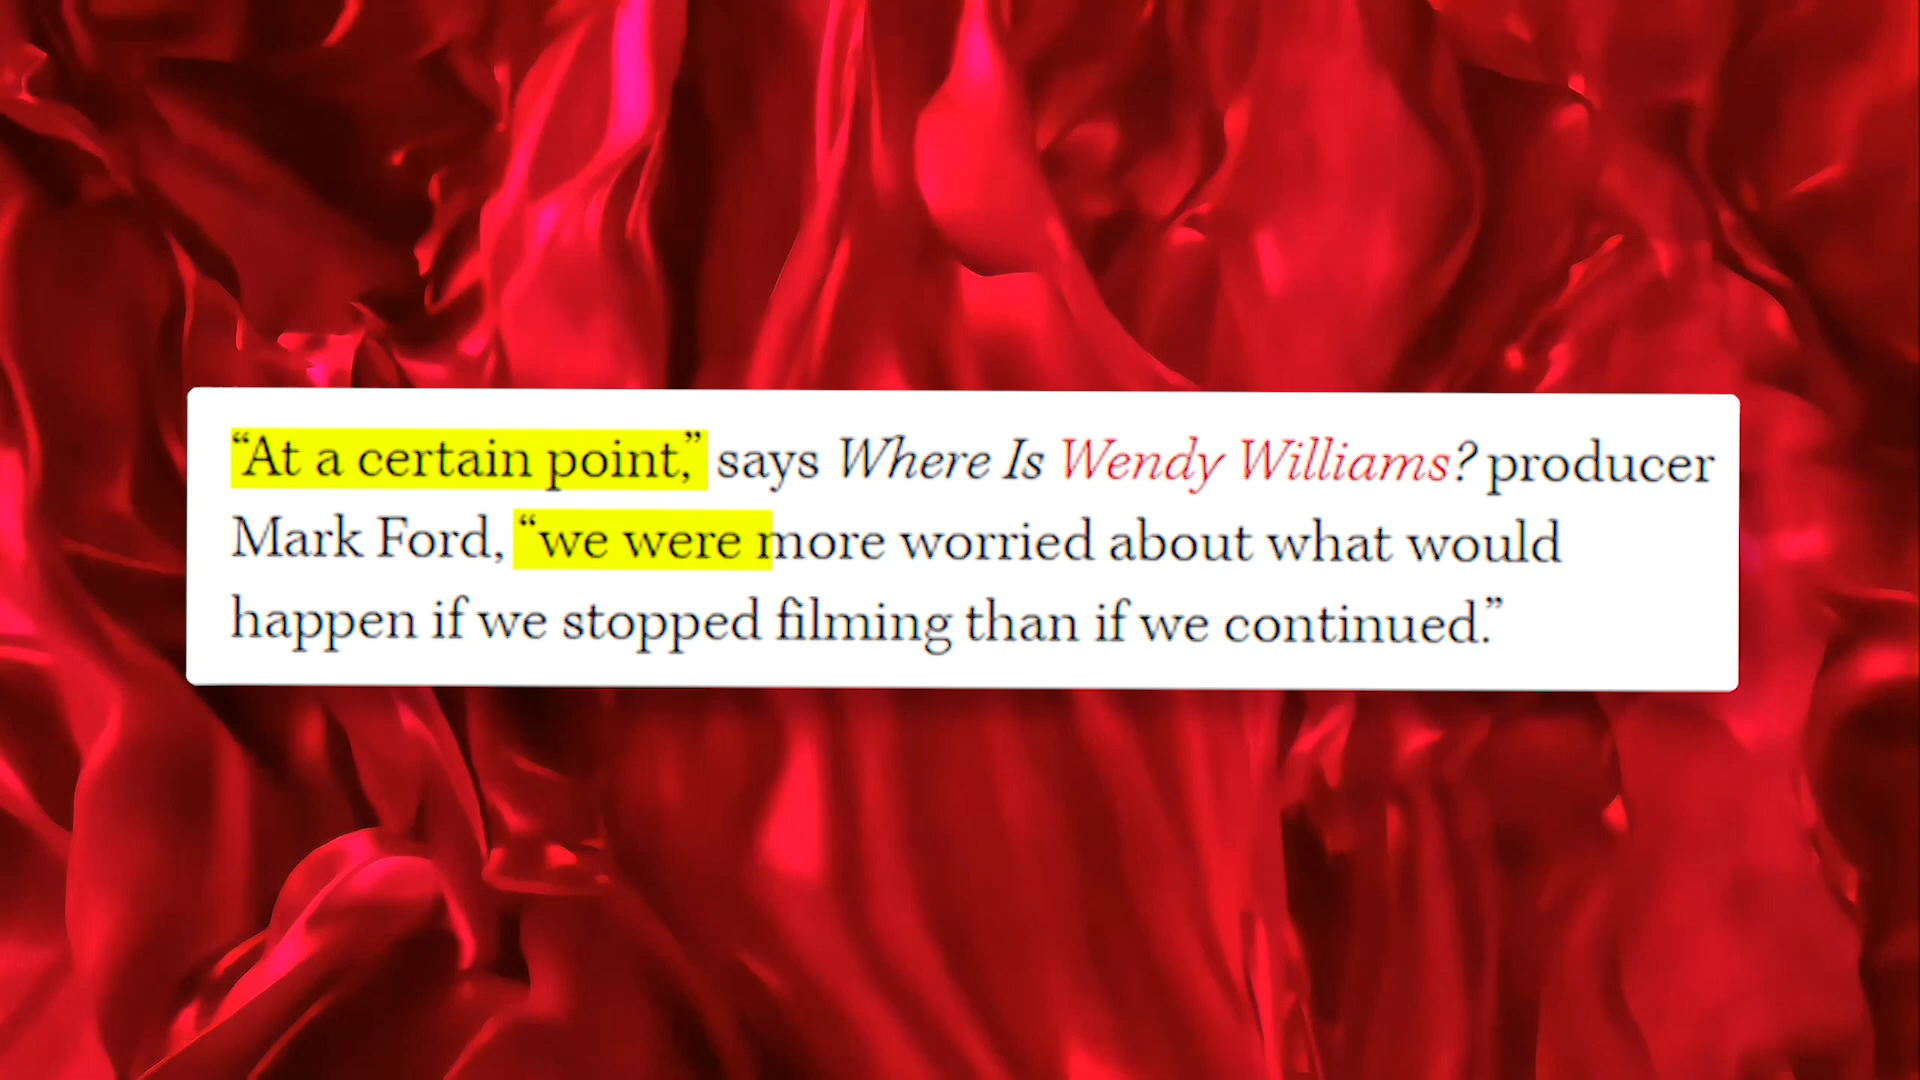 “At a certain point,” says Where Is Wendy Williams? producer
Mark Ford, “we were more worried about what would
happen if we stopped filming than if we continued.”